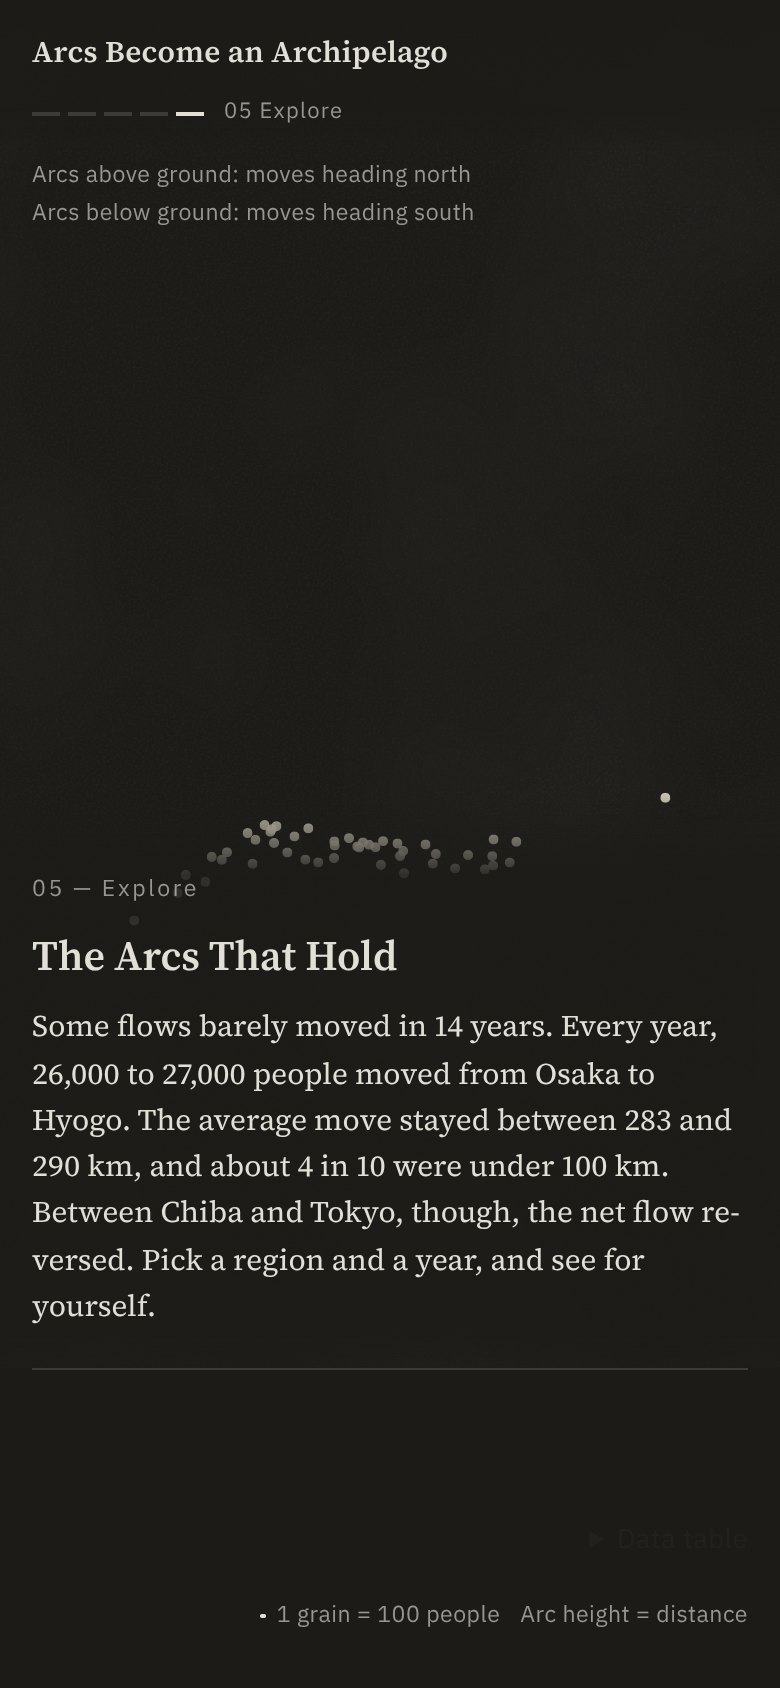 Arcs Become an Archipelago
05 Explore
Arcs above ground: moves heading north
Arcs below ground: moves heading south
05 — Explore
The Arcs That Hold
Some flows barely moved in 14 years. Every year,
26,000 to 27,000 people moved from Osaka to
Hyogo. The average move stayed between 283 and
290 km, and about 4 in 10 were under 100 km.
Between Chiba and Tokyo, though, the net flow re-
versed. Pick a region and a year, and see for
yourself.
▶ Data table
1 grain = 100 people Arc height = distance